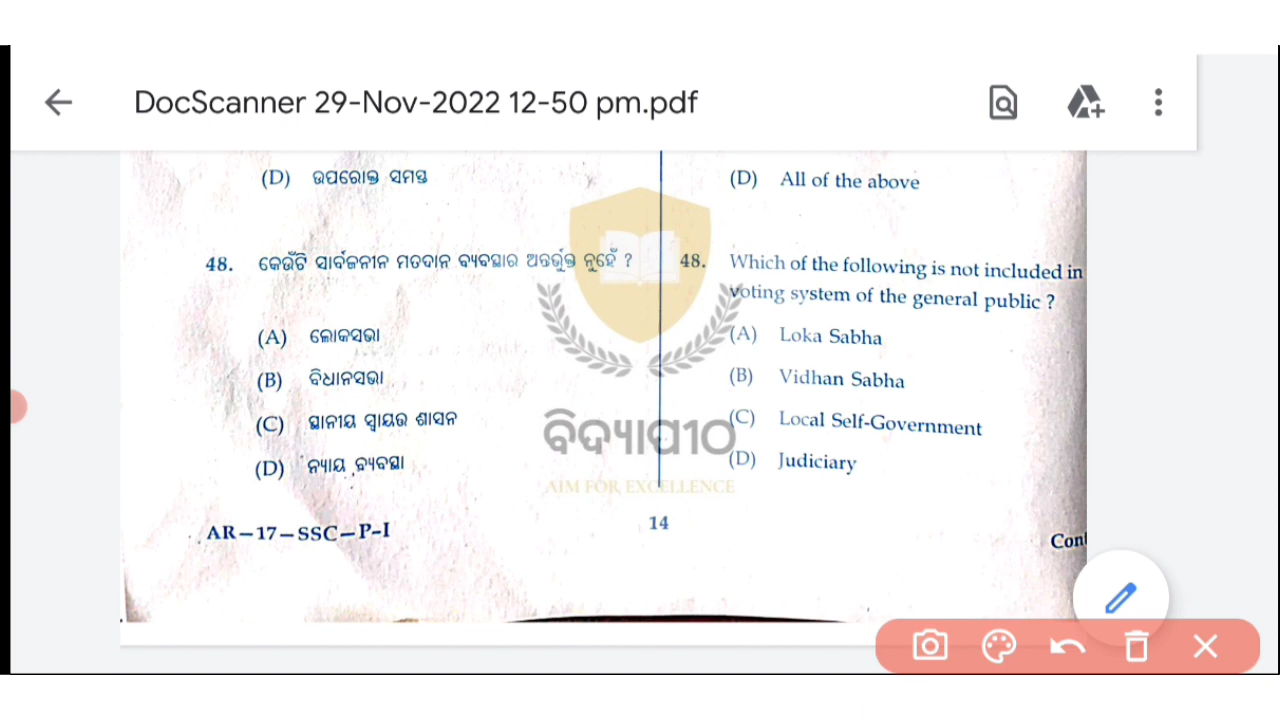 DocScanner 29-Nov-2022 12-50 pm.pdf
(D) ଉପରୋକ୍ତ ସମସ୍ତ
48. କେଉଁଟି ସାର୍ବଜନୀନ ମତଦାନ ବ୍ୟବସ୍ଥାର ଅନ୍ତର୍ଭୁକ୍ତ ନୁହେଁ ?
(A) ଲୋକସଭା
(B) ବିଧାନସଭା
(C) ସ୍ଥାନୀୟ ସ୍ୱାୟତ୍ତ ଶାସନ
(D) ନ୍ୟାୟ ବ୍ୟବସ୍ଥା
AR–17–SSC–P–I
(D) All of the above
48. Which of the following is not included in
voting system of the general public ?
(A) Loka Sabha
(B) Vidhan Sabha
(C) Local Self-Government
(D) Judiciary
14
ବିଦ୍ୟାପୀଠ
AIM FOR EXCELLENCE